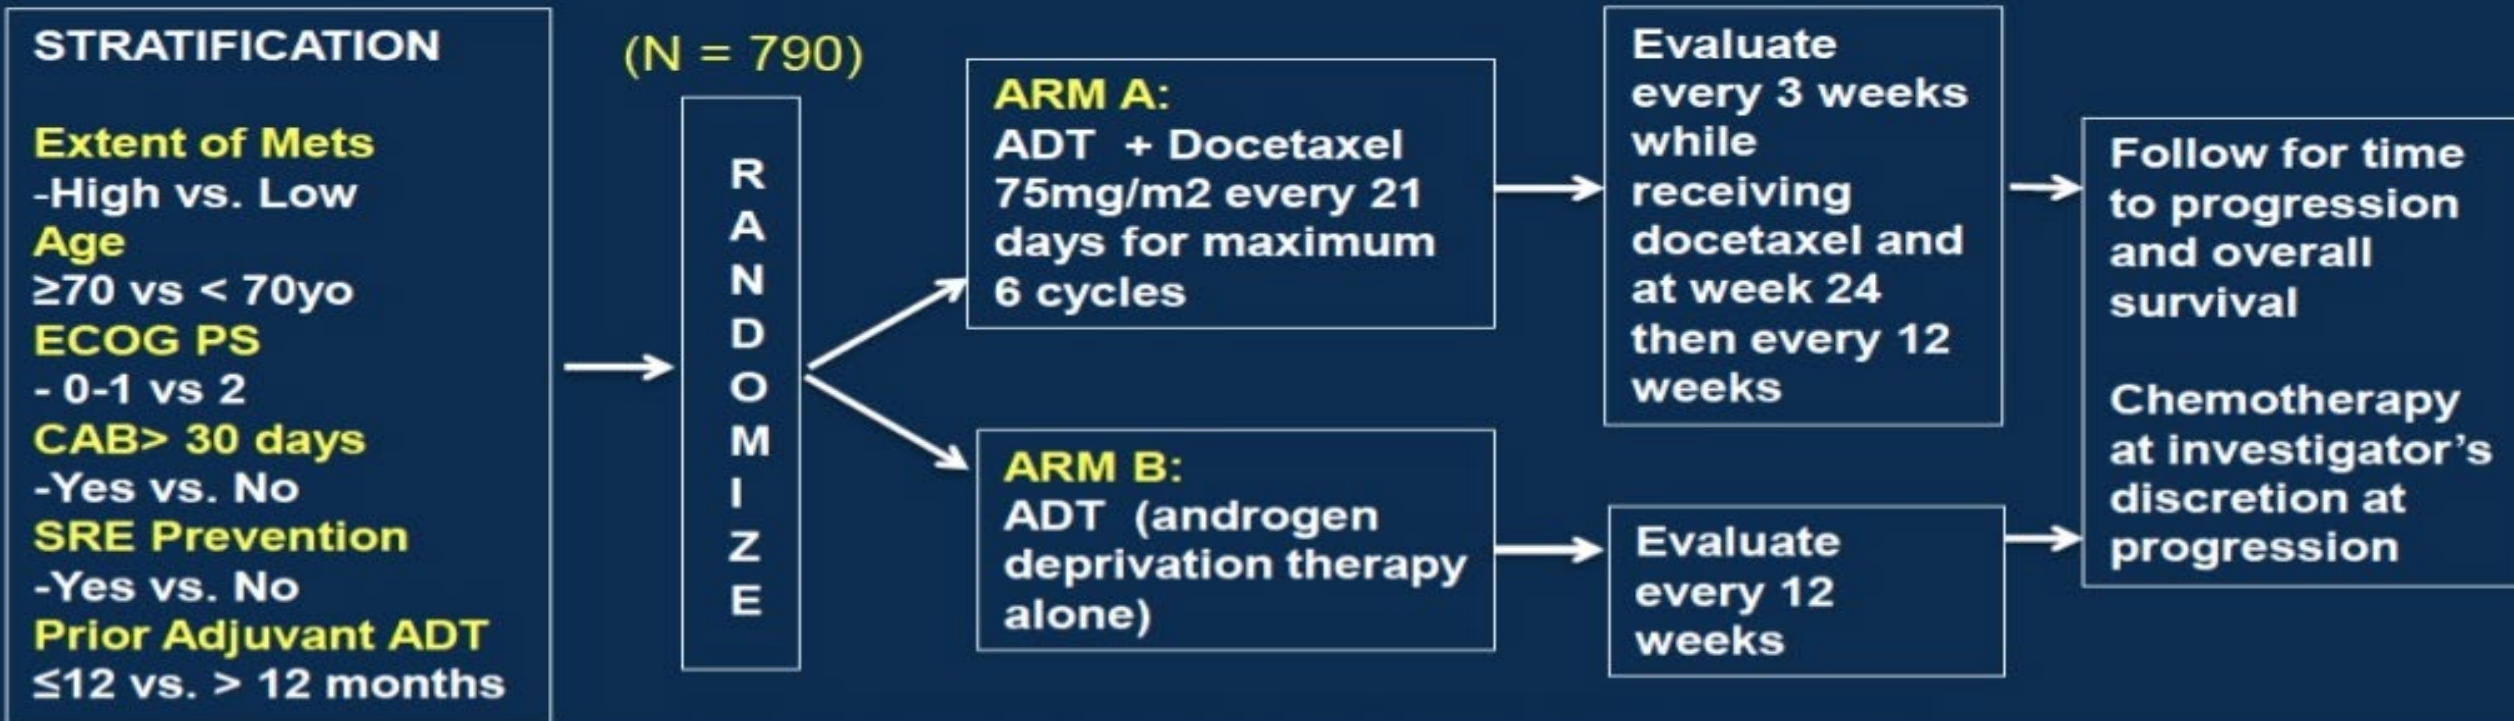 STRATIFICATION
Extent of Mets
-High vs. Low
Age
≥70 vs < 70yo
ECOG PS
- 0-1 vs 2
CAB> 30 days
-Yes vs. No
SRE Prevention
-Yes vs. No
Prior Adjuvant ADT
≤12 vs. > 12 months
(N = 790)
R
A
N
D
O
M
I
Z
E
ARM A:
ADT + Docetaxel
75mg/m2 every 21
days for maximum
6 cycles
ARM B:
ADT (androgen
deprivation therapy
alone)
Evaluate
every 3 weeks
while
receiving
docetaxel and
at week 24
then every 12
weeks
Evaluate
every 12
weeks
Follow for time
to progression
and overall
survival
Chemotherapy
at investigator’s
discretion at
progression